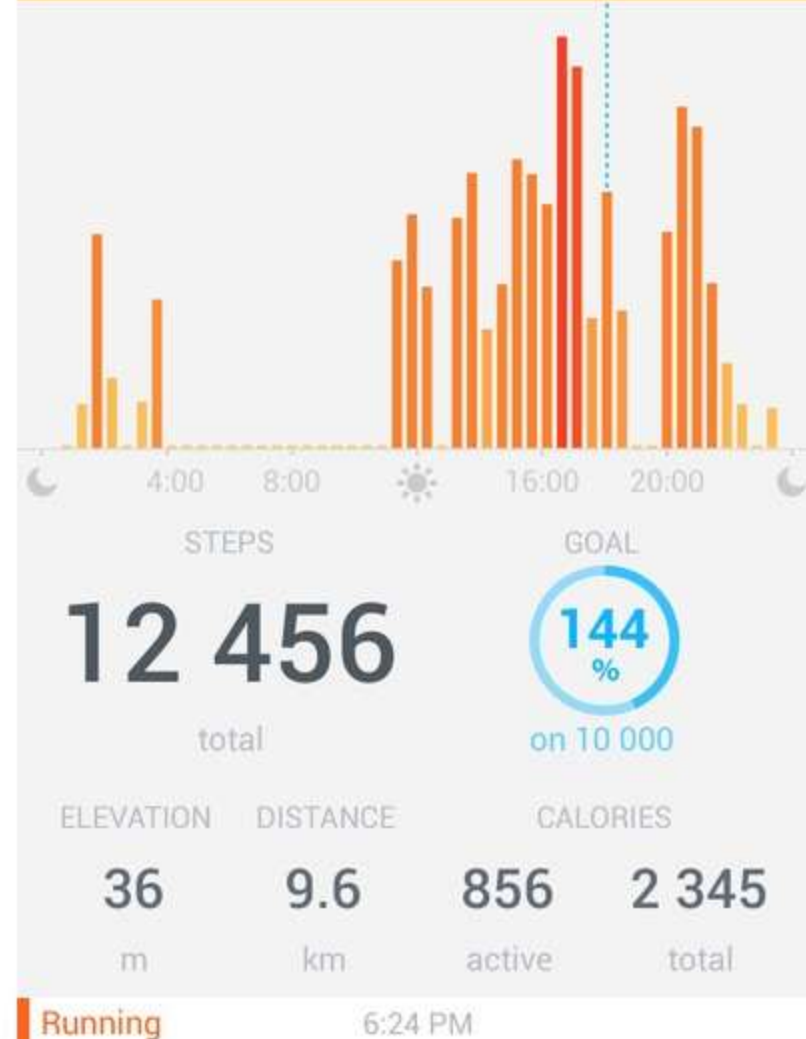 4:00 8:00 16:00 20:00
STEPS GOAL
12 456 144
%
total on 10 000
ELEVATION DISTANCE CALORIES
36 9.6 856 2 345
m km active total
Running 6:24 PM